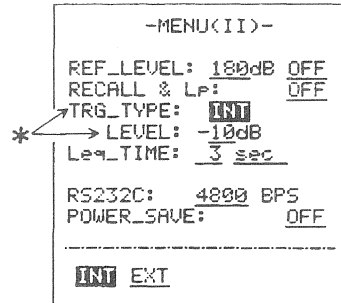 -MENU(II)-
REF_LEVEL: 180dB OFF
RECALL & Lp: OFF
TRG_TYPE: INT
* LEVEL: -10dB
Leq_TIME: 3 sec
RS232C: 4800 BPS
POWER_SAVE: OFF
INT EXT